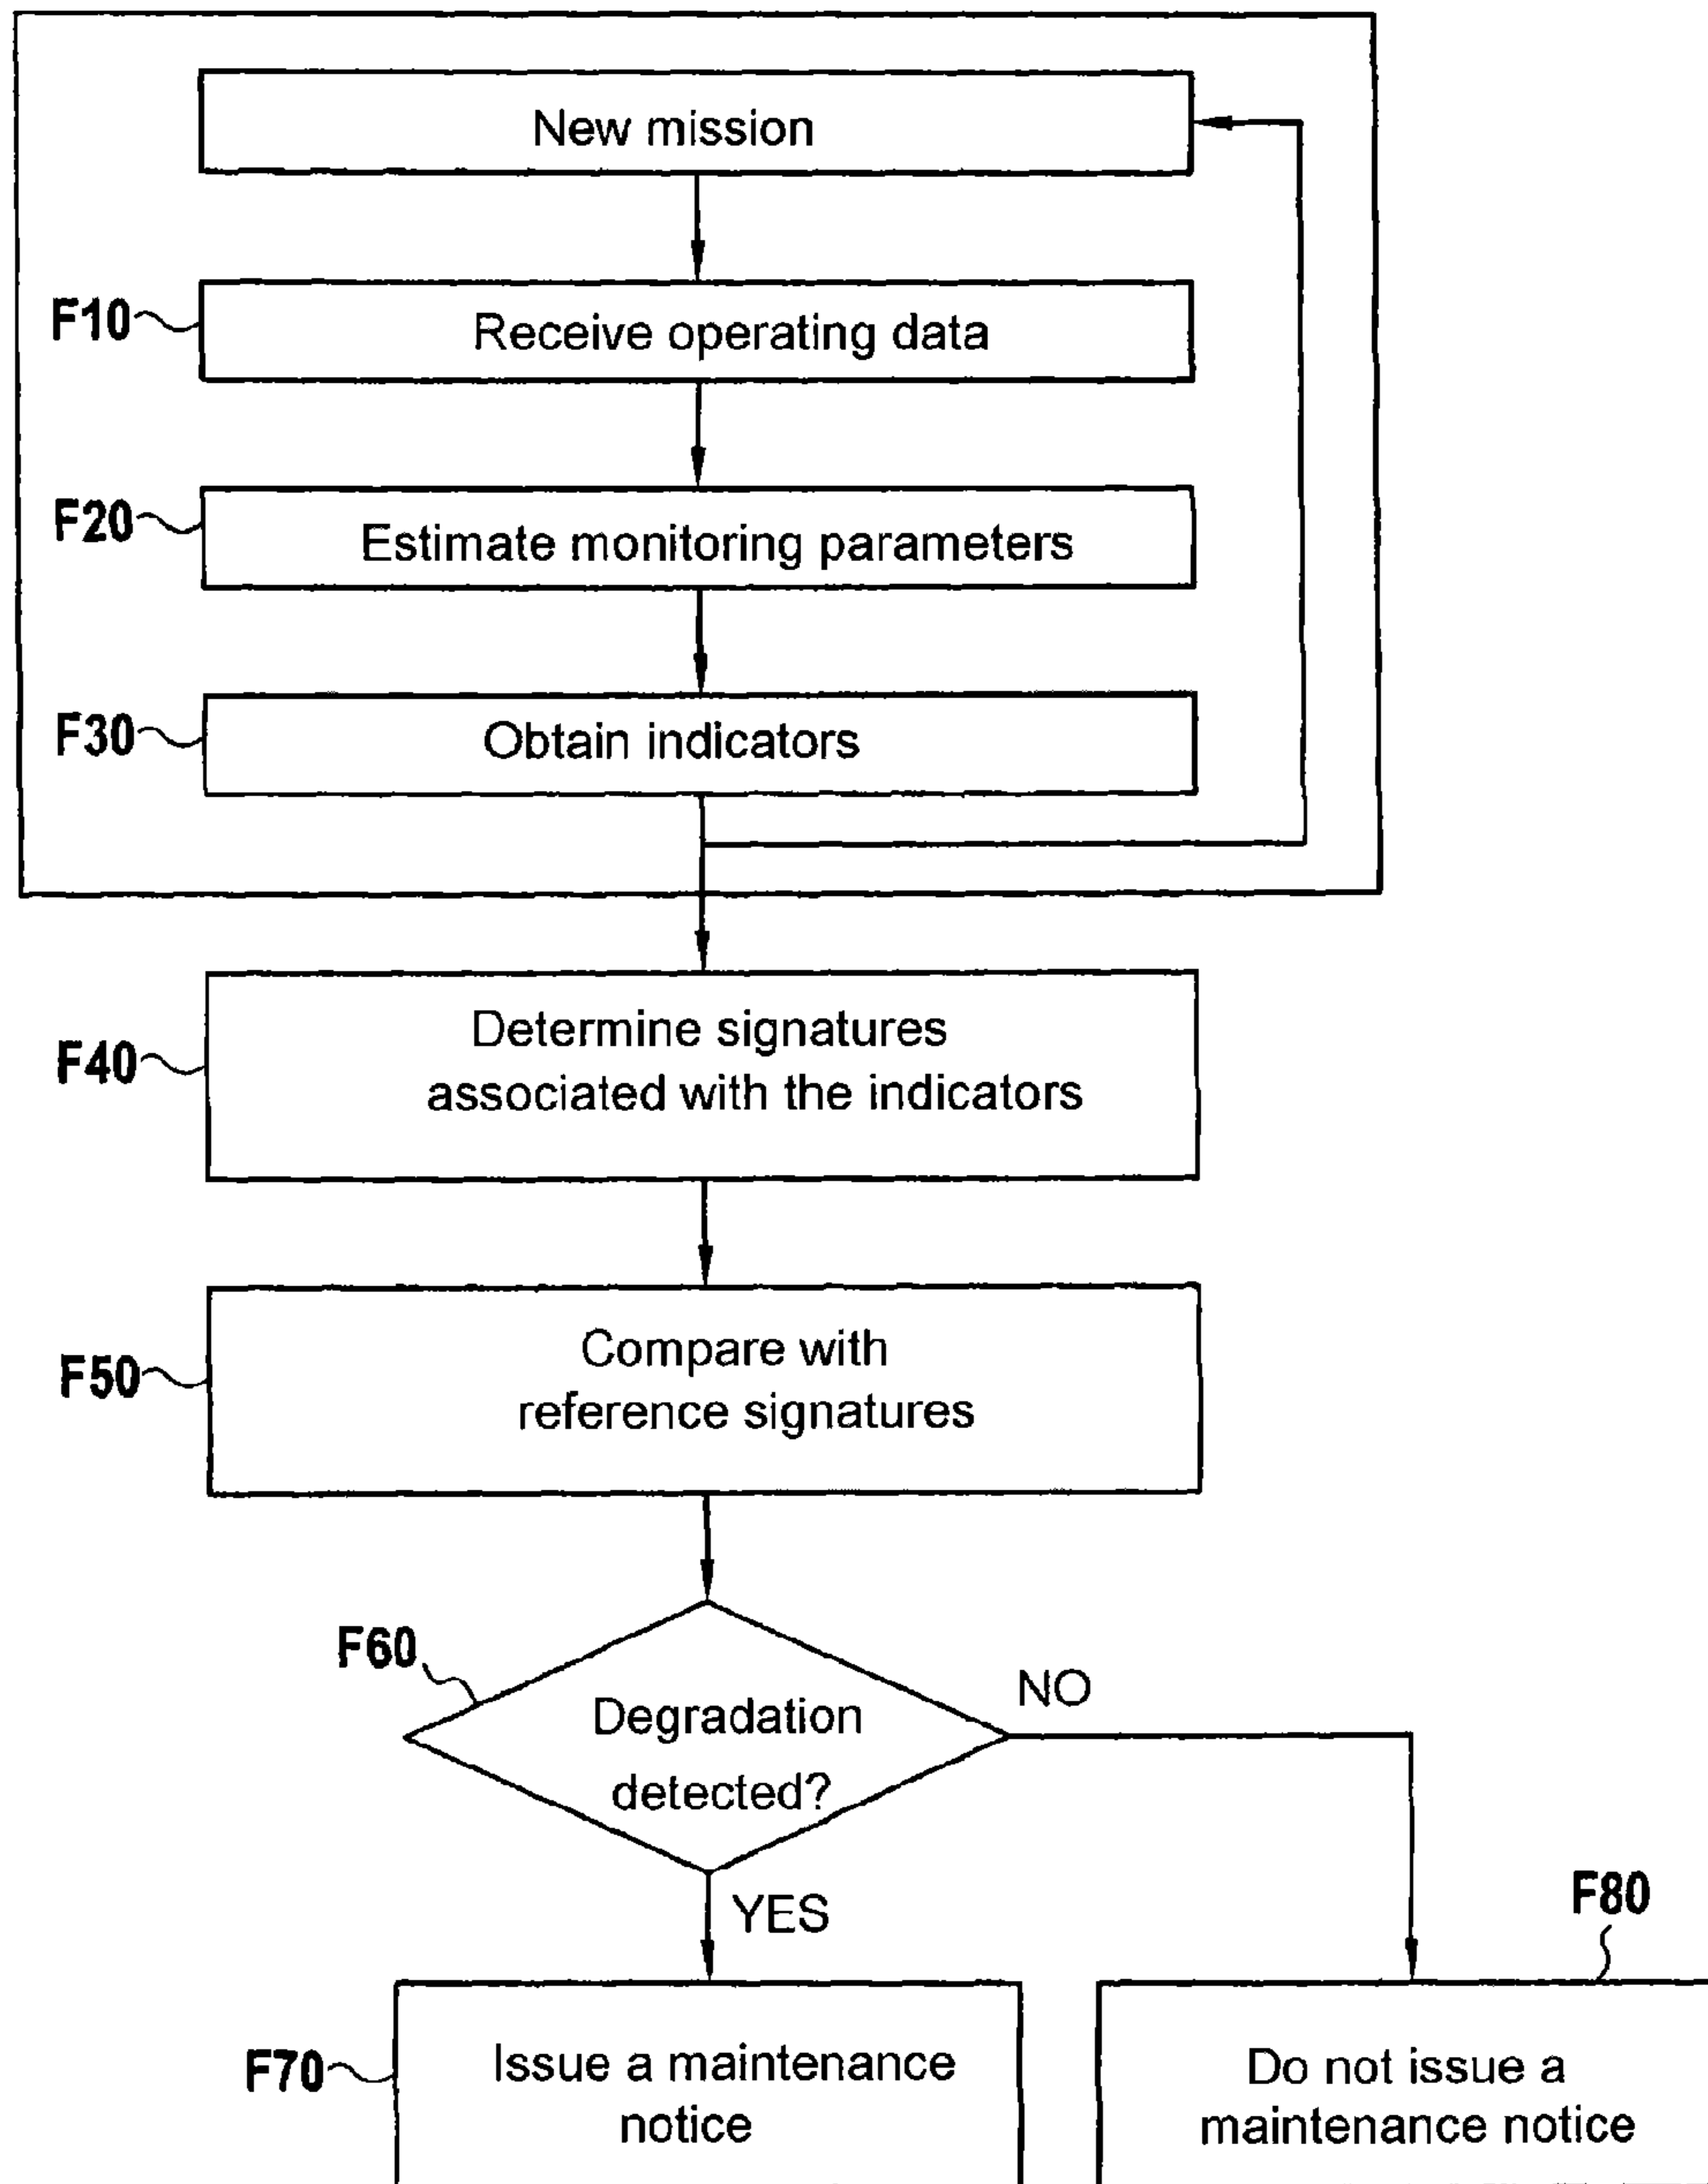 New mission
F10
Receive operating data
F20
Estimate monitoring parameters
F30
Obtain indicators
F40
Determine signatures
associated with the indicators
F50
Compare with
reference signatures
F60
Degradation
detected?
NO
YES
F70
Issue a maintenance
notice
F80
Do not issue a
maintenance notice